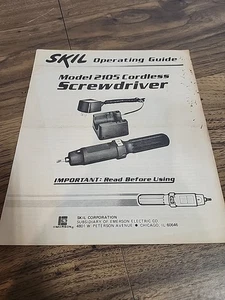 SKIL Operating Guide
Model 2105 Cordless
Screwdriver
IMPORTANT: Read Before Using
SKIL CORPORATION
SUBSIDIARY OF EMERSON ELECTRIC CO.
4801 W. PETERSON AVENUE • CHICAGO, IL 60646